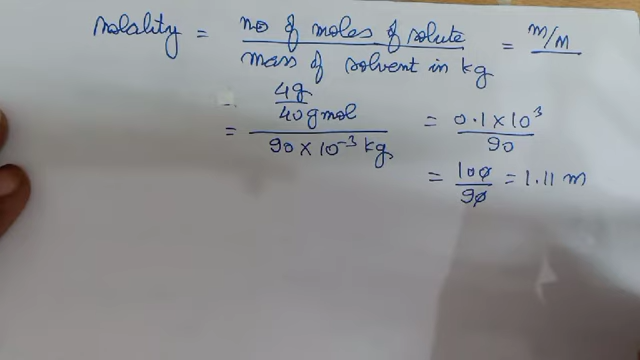 molality = no of moles of solute / mass of solvent in kg = m/M
= 4g / 40 g mol / 90 × 10⁻³ kg = 0.1 × 10³ / 90
= 100 / 90 = 1.11 m